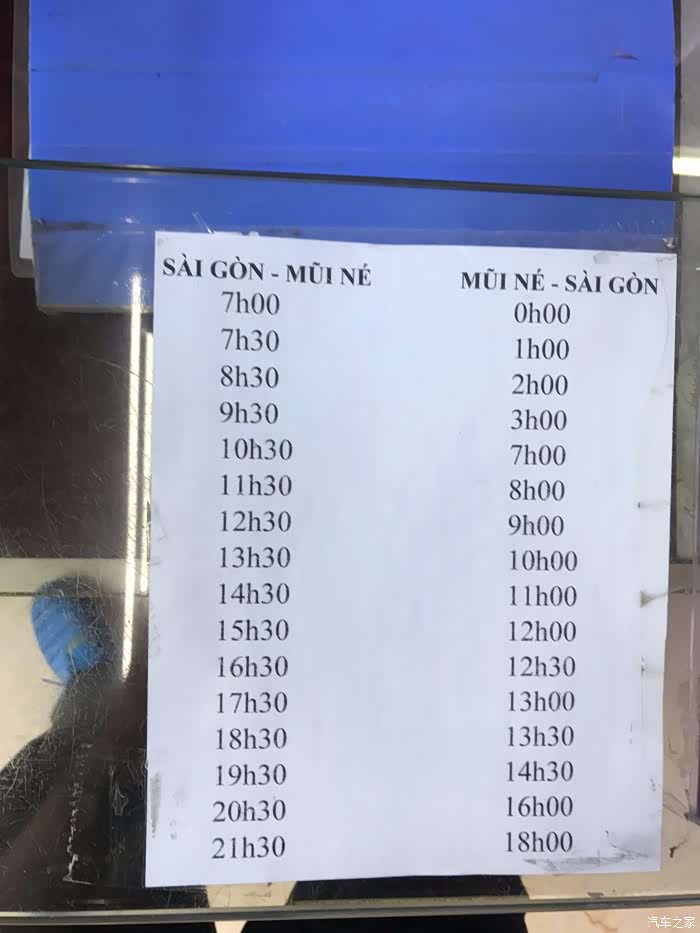 SÀI GÒN - MŨI NÉ
7h00
7h30
8h30
9h30
10h30
11h30
12h30
13h30
14h30
15h30
16h30
17h30
18h30
19h30
20h30
21h30
MŨI NÉ - SÀI GÒN
0h00
1h00
2h00
3h00
7h00
8h00
9h00
10h00
11h00
12h00
12h30
13h00
13h30
14h30
16h00
18h00
汽车之家